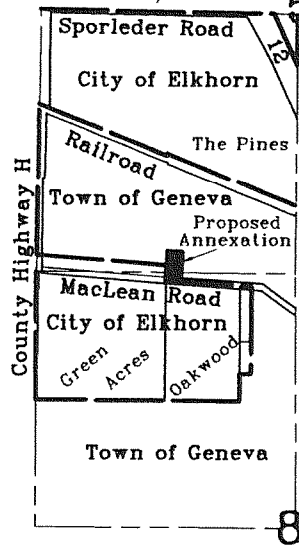 Sporleder Road
City of Elkhorn
12
The Pines
Railroad
Town of Geneva
Proposed
Annexation
County Highway H
MacLean Road
City of Elkhorn
Green
Acres
Oakwood
Town of Geneva
8